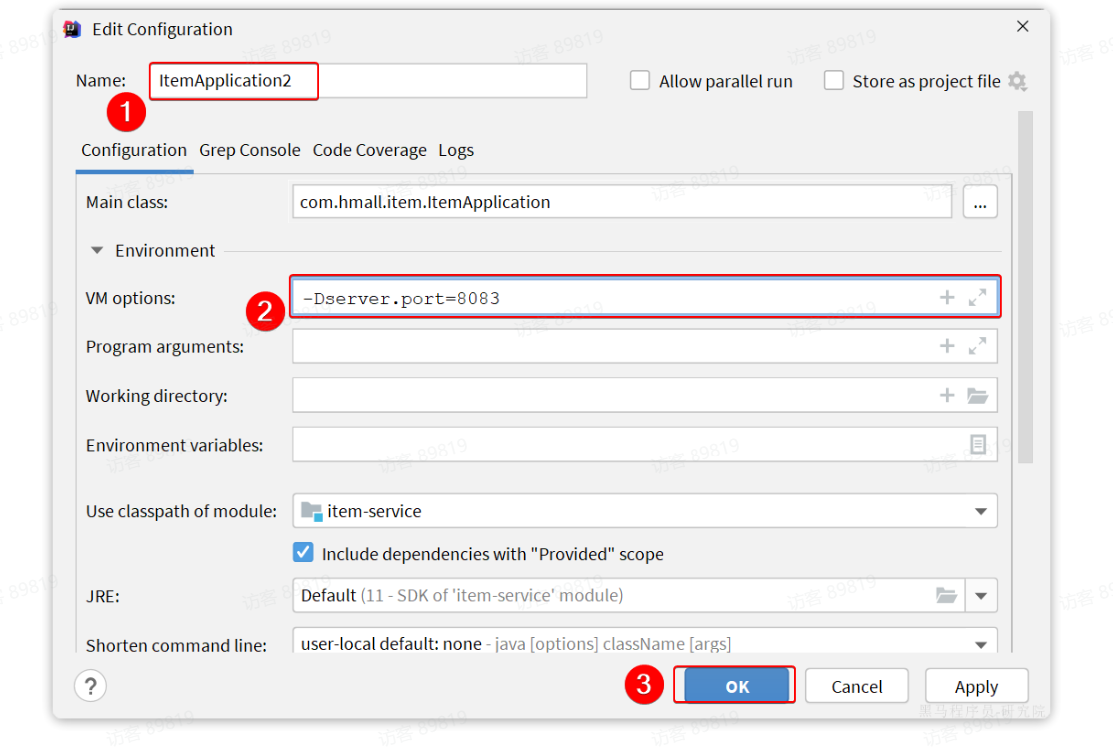 Edit Configuration
Name: ItemApplication2 Allow parallel run Store as project file
1
Configuration Grep Console Code Coverage Logs
Main class: com.hmall.item.ItemApplication ...
Environment
VM options: -Dserver.port=8083
2
Program arguments:
Working directory:
Environment variables:
Use classpath of module: item-service
Include dependencies with "Provided" scope
JRE: Default (11 - SDK of 'item-service' module)
Shorten command line: user-local default: none - java [options] className [args]
? 3 OK Cancel Apply
黑马程序员-研究院
访客 89819